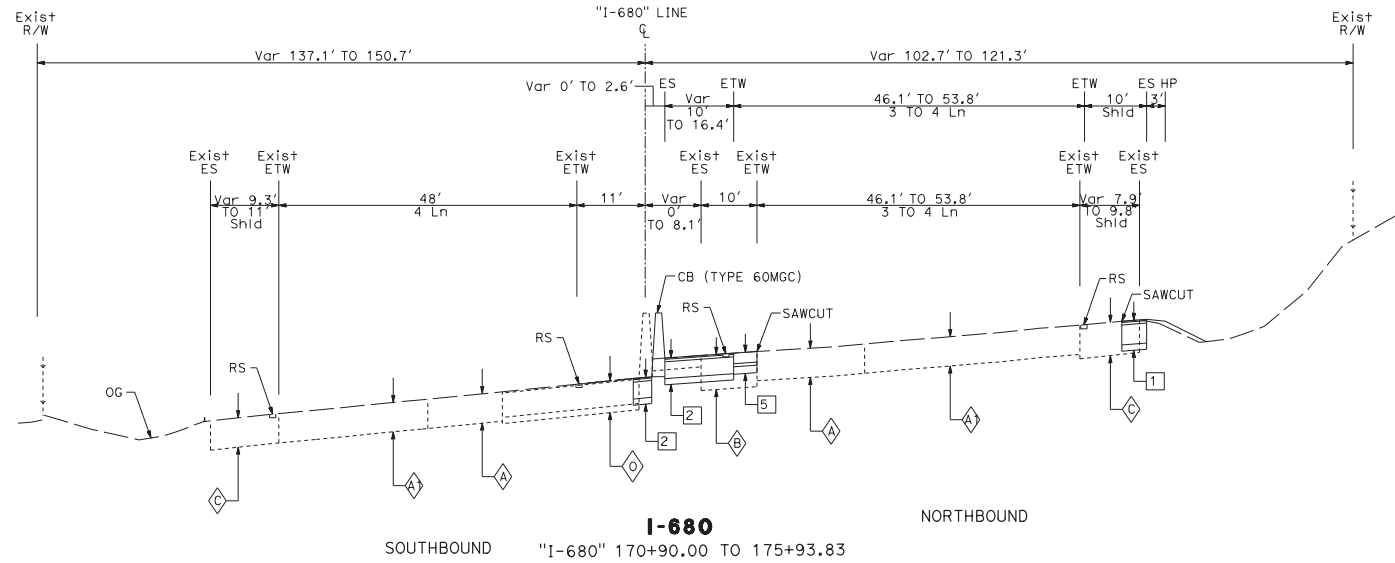 Exist
R/W
"I-680" LINE
℄
Exist
R/W
Var 137.1' TO 150.7'
Var 102.7' TO 121.3'
Var 0' TO 2.6'
ES
ETW
ETW
ES
HP
Var
10'
TO 16.4'
46.1' TO 53.8'
3 TO 4 Ln
10'
Shld
3'
Exist
ES
Exist
ETW
Exist
ETW
Exist
ES
Exist
ETW
Exist
ETW
Exist
ES
Var 9.3'
TO 11'
Shld
48'
4 Ln
11'
Var
0'
TO 8.1'
10'
46.1' TO 53.8'
3 TO 4 Ln
Var 7.9'
TO 9.8'
Shld
CB (TYPE 60MGC)
RS
SAWCUT
RS
SAWCUT
RS
RS
OG
1
2
5
2
B
A
A1
C
O
A
A1
C
I-680
NORTHBOUND
SOUTHBOUND
"I-680" 170+90.00 TO 175+93.83